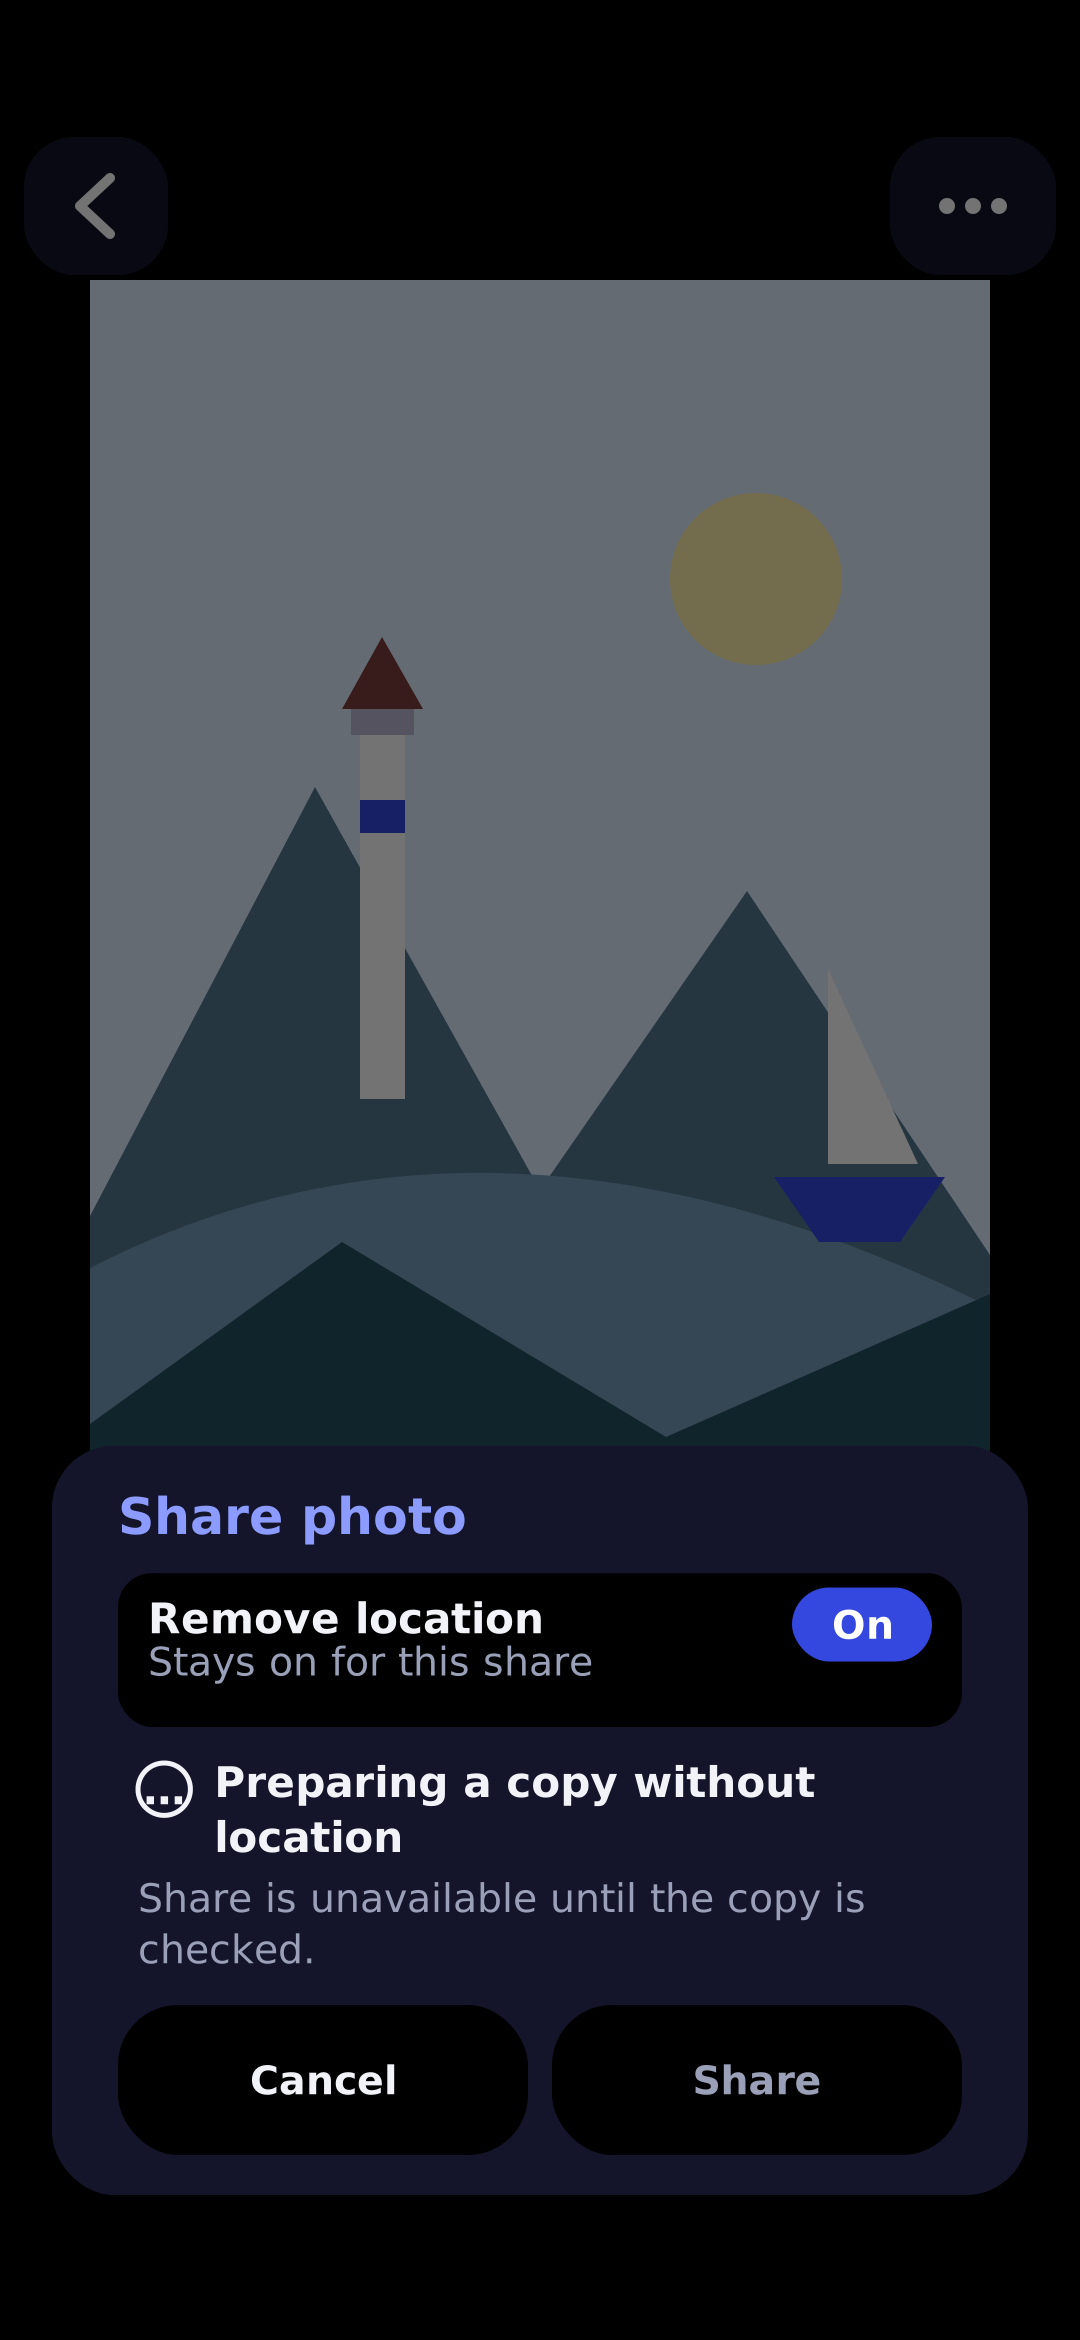 Share photo
Remove location
On
Stays on for this share
Preparing a copy without
location
Share is unavailable until the copy is
checked.
Cancel
Share